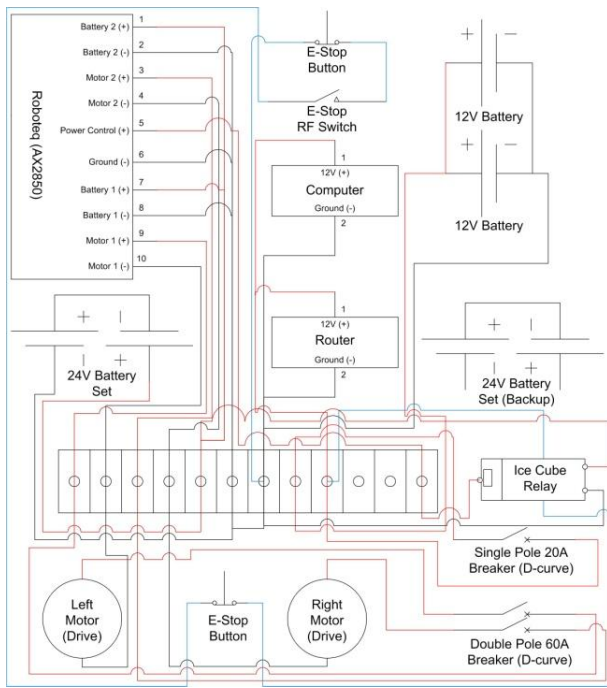 Roboteq (AX2850)
Battery 2 (+) 1
Battery 2 (-) 2
Motor 2 (+) 3
Motor 2 (-) 4
Power Control (+) 5
Ground (-) 6
Battery 1 (+) 7
Battery 1 (-) 8
Motor 1 (+) 9
Motor 1 (-) 10
E-Stop
Button
E-Stop
RF Switch
+ -
12V Battery
+ -
12V Battery
1
12V (+)
Computer
Ground (-)
2
1
12V (+)
Router
Ground (-)
2
+ +
- -
24V Battery
Set
+ +
- -
24V Battery
Set (Backup)
Ice Cube
Relay
Single Pole 20A
Breaker (D-curve)
Left
Motor
(Drive)
E-Stop
Button
Right
Motor
(Drive)
Double Pole 60A
Breaker (D-curve)